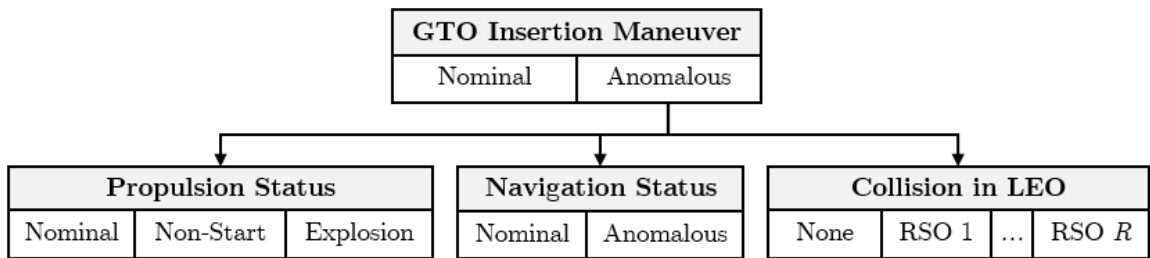 GTO Insertion Maneuver
Nominal Anomalous
Propulsion Status Navigation Status Collision in LEO
Nominal Non-Start Explosion Nominal Anomalous None RSO 1 ... RSO R